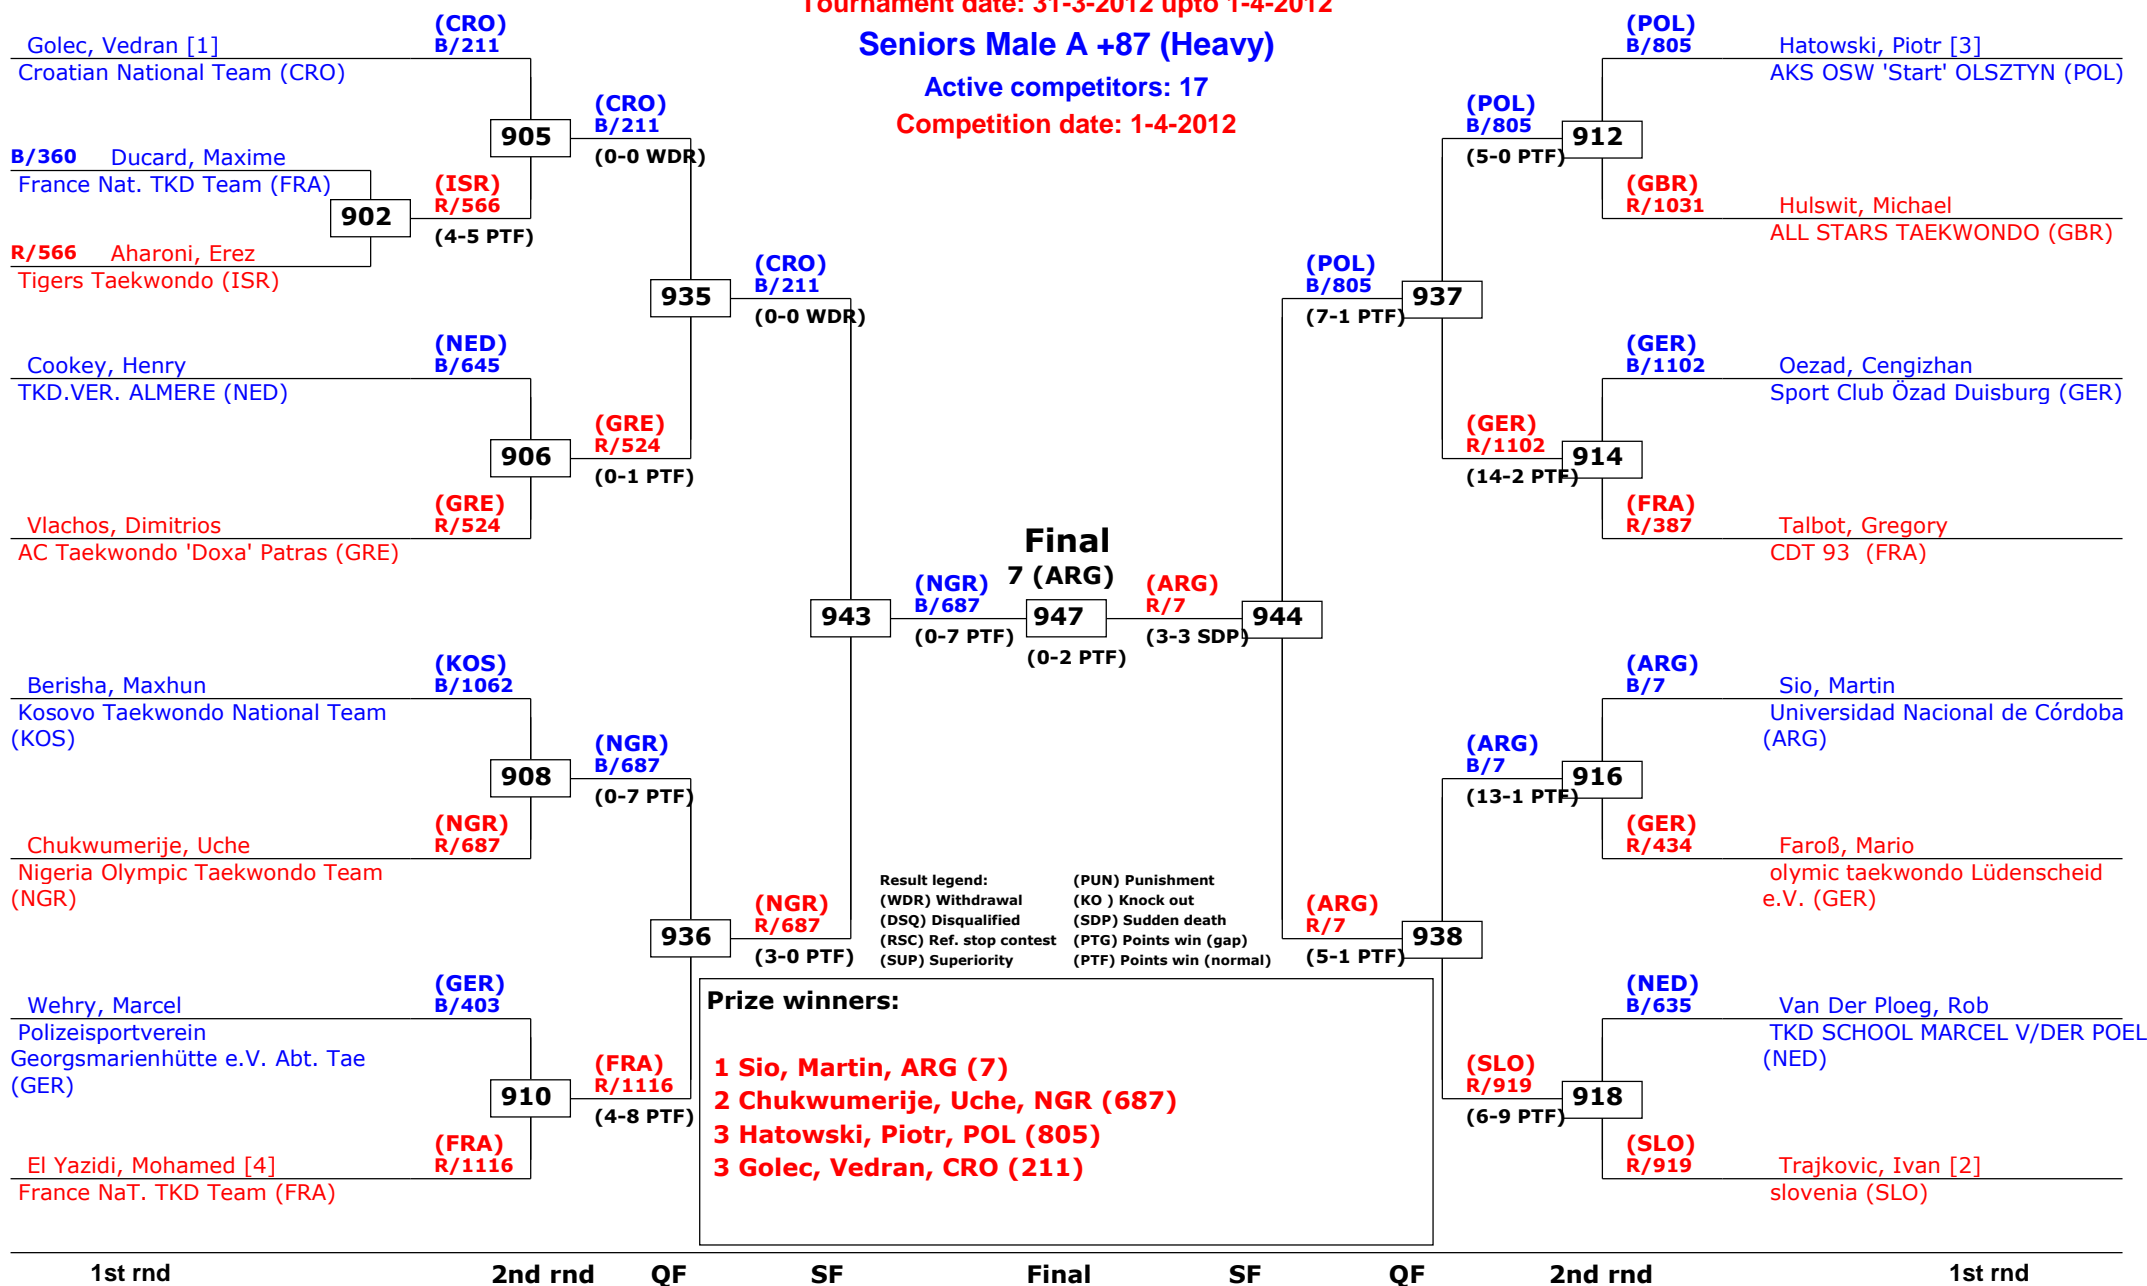 Tournament date: 31-3-2012 upto 1-4-2012
Seniors Male A +87 (Heavy)
Active competitors: 17
Competition date: 1-4-2012
Golec, Vedran [1]
Croatian National Team (CRO)
(CRO)
B/211
B/360 Ducard, Maxime
France Nat. TKD Team (FRA)
902
R/566 Aharoni, Erez
Tigers Taekwondo (ISR)
(ISR)
R/566
(4-5 PTF)
905
(CRO)
B/211
(0-0 WDR)
Cookey, Henry
TKD.VER. ALMERE (NED)
(NED)
B/645
906
Vlachos, Dimitrios
AC Taekwondo 'Doxa' Patras (GRE)
(GRE)
R/524
(GRE)
R/524
(0-1 PTF)
935
(CRO)
B/211
(0-0 WDR)
Berisha, Maxhun
Kosovo Taekwondo National Team
(KOS)
(KOS)
B/1062
908
Chukwumerije, Uche
Nigeria Olympic Taekwondo Team
(NGR)
(NGR)
R/687
(NGR)
B/687
(0-7 PTF)
Wehry, Marcel
Polizeisportverein
Georgsmarienhütte e.V. Abt. Tae
(GER)
(GER)
B/403
910
El Yazidi, Mohamed [4]
France NaT. TKD Team (FRA)
(FRA)
R/1116
(FRA)
R/1116
(4-8 PTF)
936
(NGR)
R/687
(3-0 PTF)
943
(NGR)
B/687
(0-7 PTF)
Final
7 (ARG)
947
(0-2 PTF)
(ARG)
R/7
(3-3 SDP)
944
(POL)
B/805
(7-1 PTF)
937
(POL)
B/805
(5-0 PTF)
912
(POL)
B/805
Hatowski, Piotr [3]
AKS OSW 'Start' OLSZTYN (POL)
(GBR)
R/1031
Hulswit, Michael
ALL STARS TAEKWONDO (GBR)
(GER)
R/1102
(14-2 PTF)
914
(GER)
B/1102
Oezad, Cengizhan
Sport Club Özad Duisburg (GER)
(FRA)
R/387
Talbot, Gregory
CDT 93 (FRA)
(ARG)
R/7
(5-1 PTF)
938
(ARG)
B/7
(13-1 PTF)
916
(ARG)
B/7
Sio, Martin
Universidad Nacional de Córdoba
(ARG)
(GER)
R/434
Faroß, Mario
olymic taekwondo Lüdenscheid
e.V. (GER)
(SLO)
R/919
(6-9 PTF)
918
(NED)
B/635
Van Der Ploeg, Rob
TKD SCHOOL MARCEL V/DER POEL
(NED)
(SLO)
R/919
Trajkovic, Ivan [2]
slovenia (SLO)
Result legend:
(WDR) Withdrawal
(DSQ) Disqualified
(RSC) Ref. stop contest
(SUP) Superiority
(PUN) Punishment
(KO ) Knock out
(SDP) Sudden death
(PTG) Points win (gap)
(PTF) Points win (normal)
Prize winners:
1 Sio, Martin, ARG (7)
2 Chukwumerije, Uche, NGR (687)
3 Hatowski, Piotr, POL (805)
3 Golec, Vedran, CRO (211)
1st rnd 2nd rnd QF SF Final SF QF 2nd rnd 1st rnd